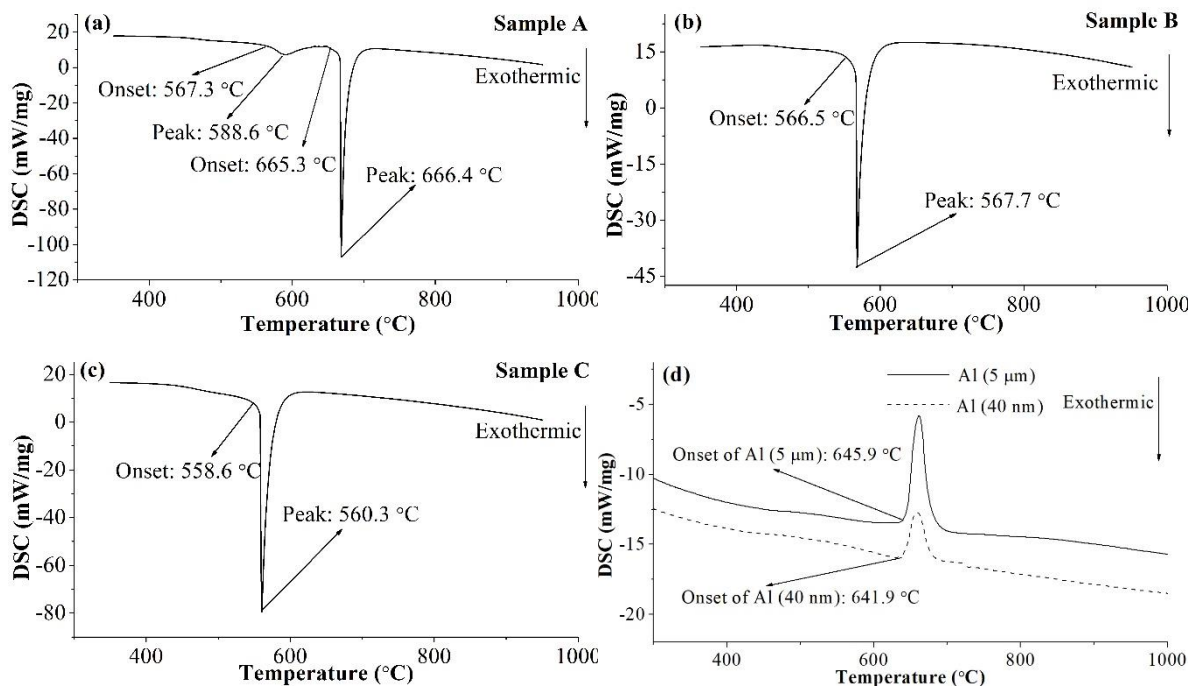 (a)
Sample A
20
0
-20
-40
-60
-80
-100
-120
DSC (mW/mg)
Onset: 567.3 °C
Peak: 588.6 °C
Onset: 665.3 °C
Peak: 666.4 °C
Exothermic
400
600
800
1000
Temperature (°C)
(b)
Sample B
15
0
-15
-30
-45
DSC (mW/mg)
Onset: 566.5 °C
Peak: 567.7 °C
Exothermic
400
600
800
1000
Temperature (°C)
(c)
Sample C
20
0
-20
-40
-60
-80
DSC (mW/mg)
Onset: 558.6 °C
Peak: 560.3 °C
Exothermic
400
600
800
1000
Temperature (°C)
(d)
Al (5 μm)
Al (40 nm)
Exothermic
-5
-10
-15
-20
DSC (mW/mg)
Onset of Al (5 μm): 645.9 °C
Onset of Al (40 nm): 641.9 °C
400
600
800
1000
Temperature (°C)